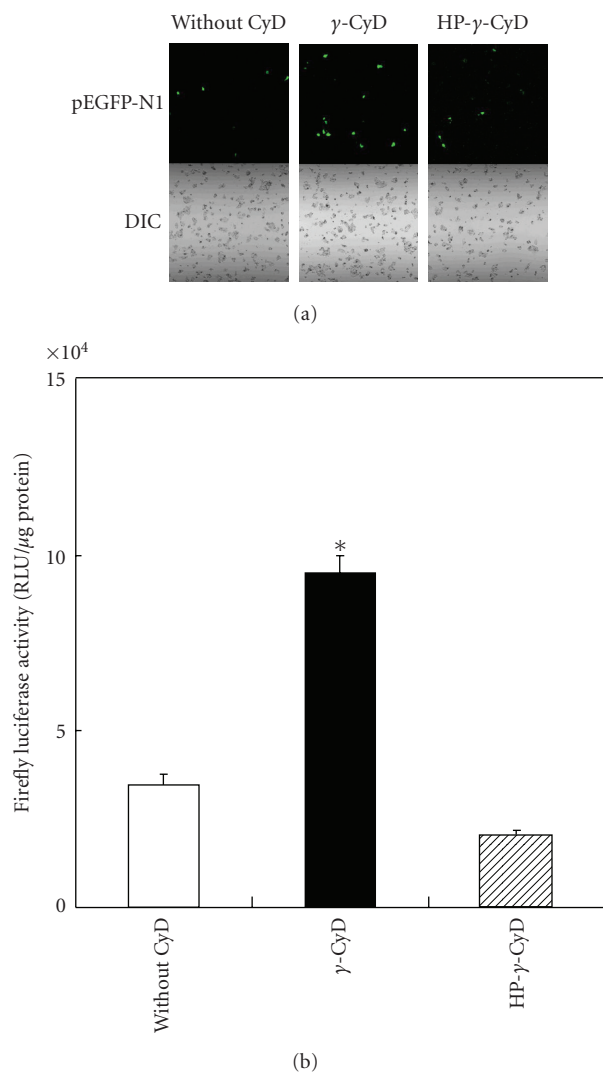 Without CyD γ-CyD HP-γ-CyD
pEGFP-N1
DIC
(a)
×10⁴
15
10
5
0
Firefly luciferase activity (RLU/µg protein)
*
Without CyD
γ-CyD
HP-γ-CyD
(b)